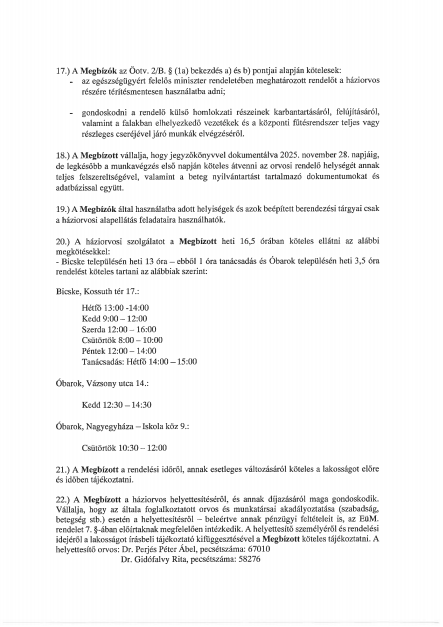 17.) A Megbízók az Öotv. 2/B. § (1a) bekezdés a) és b) pontjai alapján kötelesek:
- az egészségügyért felelős miniszter rendeletében meghatározott rendelőt a háziorvos
részére térítésmentesen használatba adni;
- gondoskodni a rendelő külső homlokzati részeinek karbantartásáról, felújításáról,
valamint a falakban elhelyezkedő vezetékek és a központi fűtésrendszer teljes vagy
részleges cseréjével járó munkák elvégzéséről.
18.) A Megbízott vállalja, hogy jegyzőkönyvvel dokumentálva 2025. november 28. napjáig,
de legkésőbb a munkavégzés első napján köteles átvenni az orvosi rendelő helységét annak
teljes felszereltségével, valamint a beteg nyilvántartást tartalmazó dokumentumokat és
adatbázissal együtt.
19.) A Megbízók által használatba adott helyiségek és azok beépített berendezési tárgyai csak
a háziorvosi alapellátás feladataira használhatók.
20.) A háziorvosi szolgálatot a Megbízott heti 16,5 órában köteles ellátni az alábbi
megkötésekkel:
- Bicske településén heti 13 óra – ebből 1 óra tanácsadás és Óbarok településén heti 3,5 óra
rendelést köteles tartani az alábbiak szerint:
Bicske, Kossuth tér 17.:
Hétfő 13:00 -14:00
Kedd 9:00 – 12:00
Szerda 12:00 – 16:00
Csütörtök 8:00 – 10:00
Péntek 12:00 – 14:00
Tanácsadás: Hétfő 14:00 – 15:00
Óbarok, Vázsony utca 14.:
Kedd 12:30 – 14:30
Óbarok, Nagyegyháza – Iskola köz 9.:
Csütörtök 10:30 – 12:00
21.) A Megbízott a rendelési időről, annak esetleges változásáról köteles a lakosságot előre
és időben tájékoztatni.
22.) A Megbízott a háziorvos helyettesítéséről, és annak díjazásáról maga gondoskodik.
Vállalja, hogy az általa foglalkoztatott orvos és munkatársai akadályoztatása (szabadság,
betegség stb.) esetén a helyettesítésről – beleértve annak pénzügyi feltételeit is, az EüM.
rendelet 7. §-ában előírtaknak megfelelően intézkedik. A helyettesítő személyéről és rendelési
idejéről a lakosságot írásbeli tájékoztató kifüggesztésével a Megbízott köteles tájékoztatni. A
helyettesítő orvos: Dr. Perjés Péter Ábel, pecsétszáma: 67010
Dr. Gidófalvy Rita, pecsétszáma: 58276